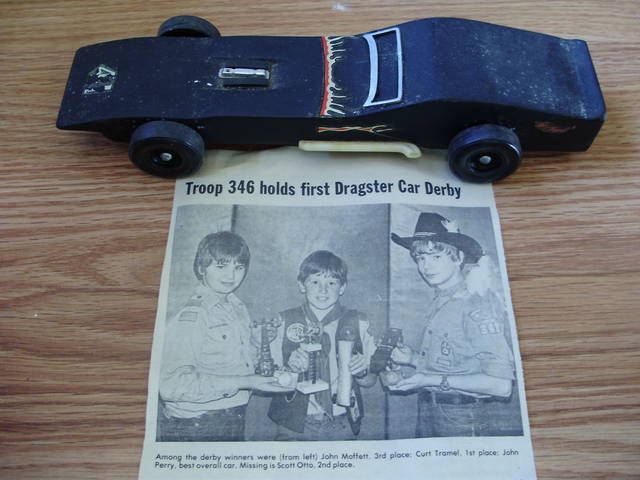 Troop 346 holds first Dragster Car Derby
Among the derby winners were (from left) John Moffett, 3rd place; Curt Tramel, 1st place; John
Perry, best overall car. Missing is Scott Otto, 2nd place.